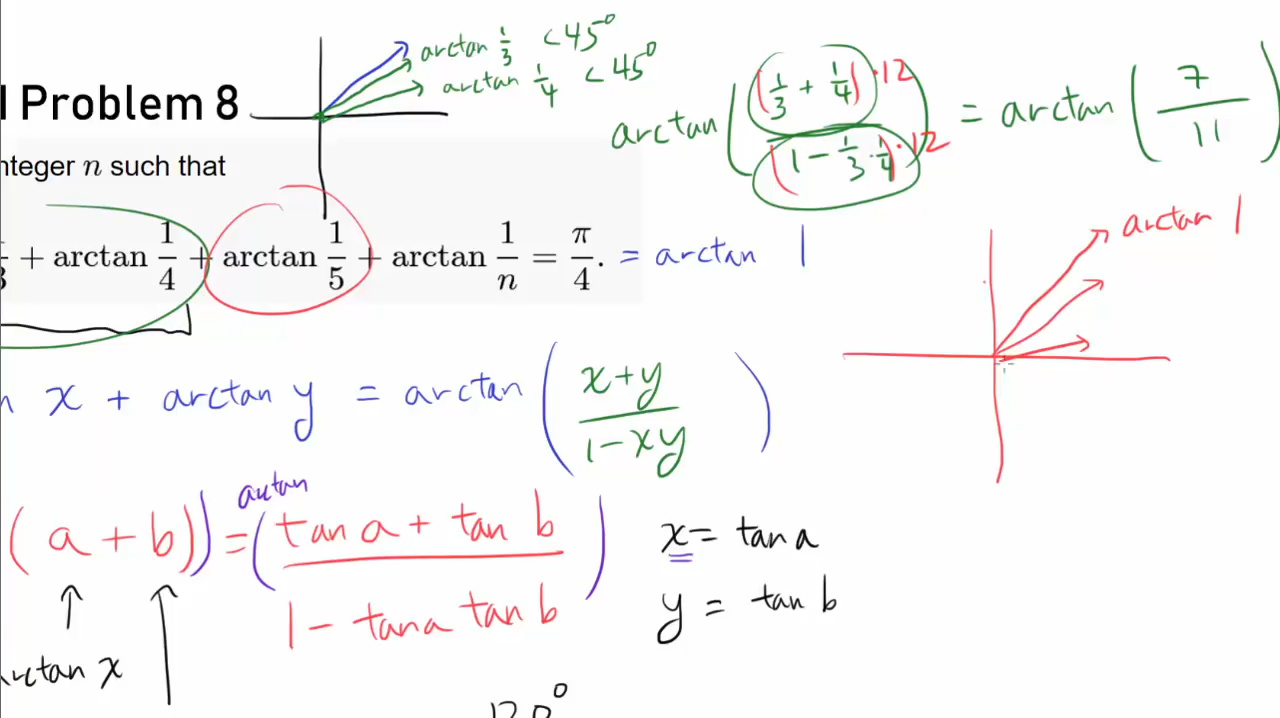 arctan 1/3 < 45°
arctan 1/4 < 45°
Problem 8
arctan ( (1/3 + 1/4)·12 / (1 - 1/3 · 1/4)·12 ) = arctan ( 7/11 )
nteger n such that
+ arctan 1/4 + arctan 1/5 + arctan 1/n = π/4. = arctan 1
arctan 1
n x + arctan y = arctan ( x+y / 1-xy )
arctan
(a + b)) = ( tan a + tan b / 1 - tan a tan b )
x = tan a
y = tan b
rctan x